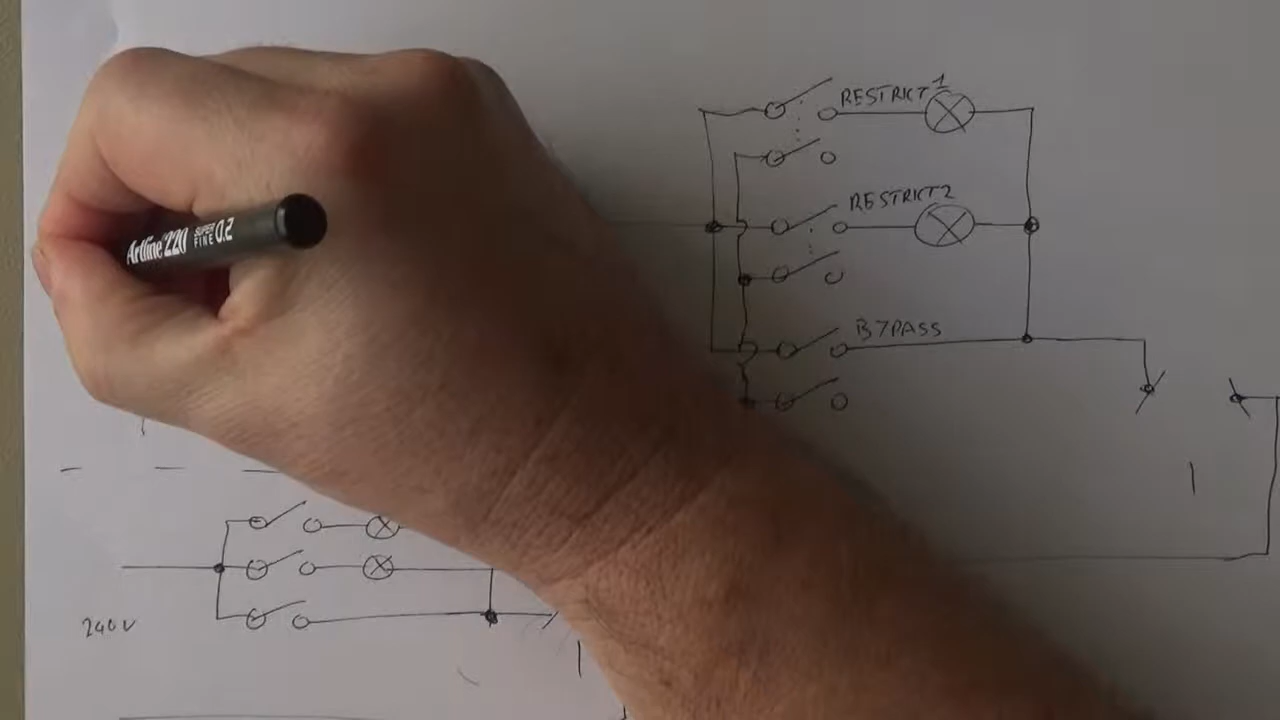 RESTRICT 1
RESTRICT 2
BYPASS
Artline 220 SUPER FINE 0.2
240V